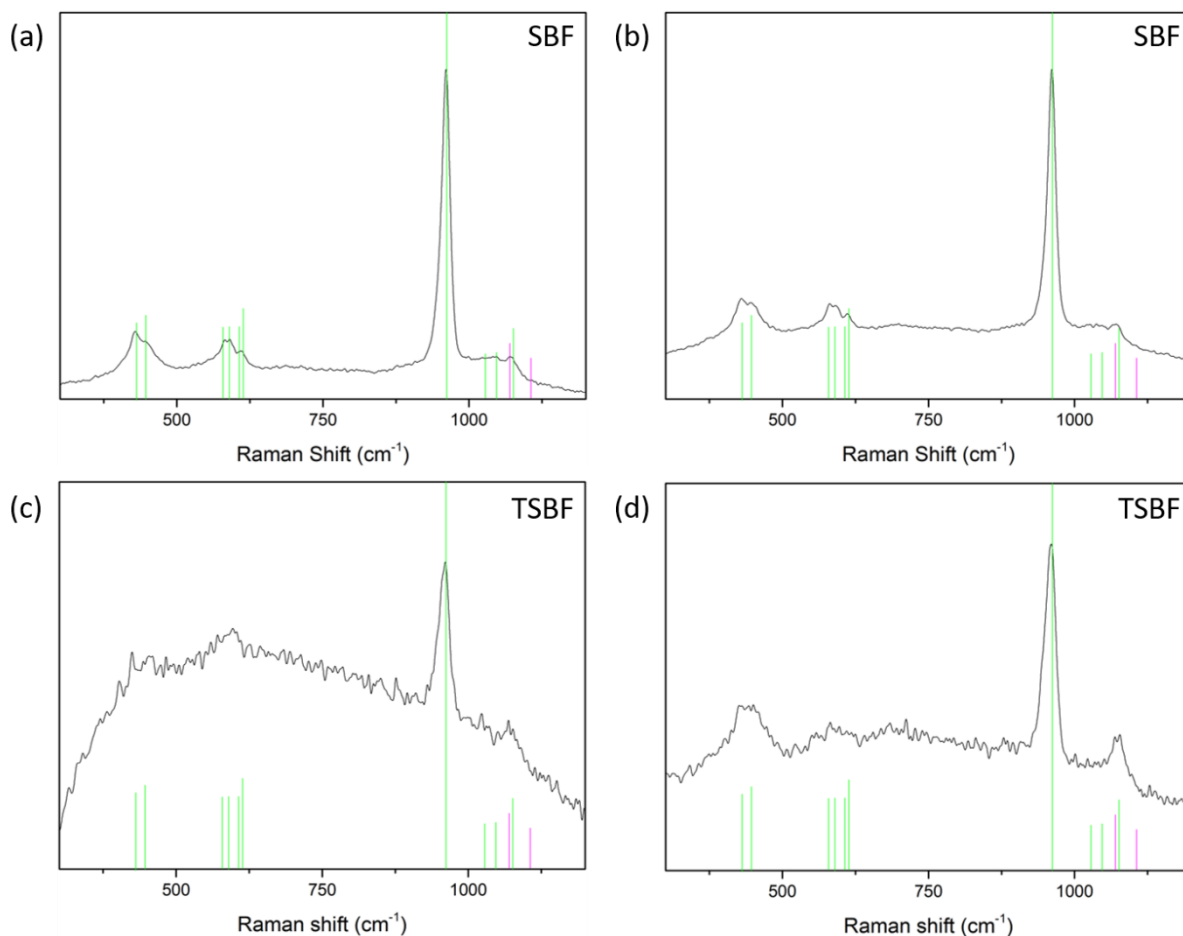 (a) SBF
500 750 1000
Raman Shift (cm-1)
(b) SBF
500 750 1000
Raman Shift (cm-1)
(c) TSBF
500 750 1000
Raman shift (cm-1)
(d) TSBF
500 750 1000
Raman shift (cm-1)